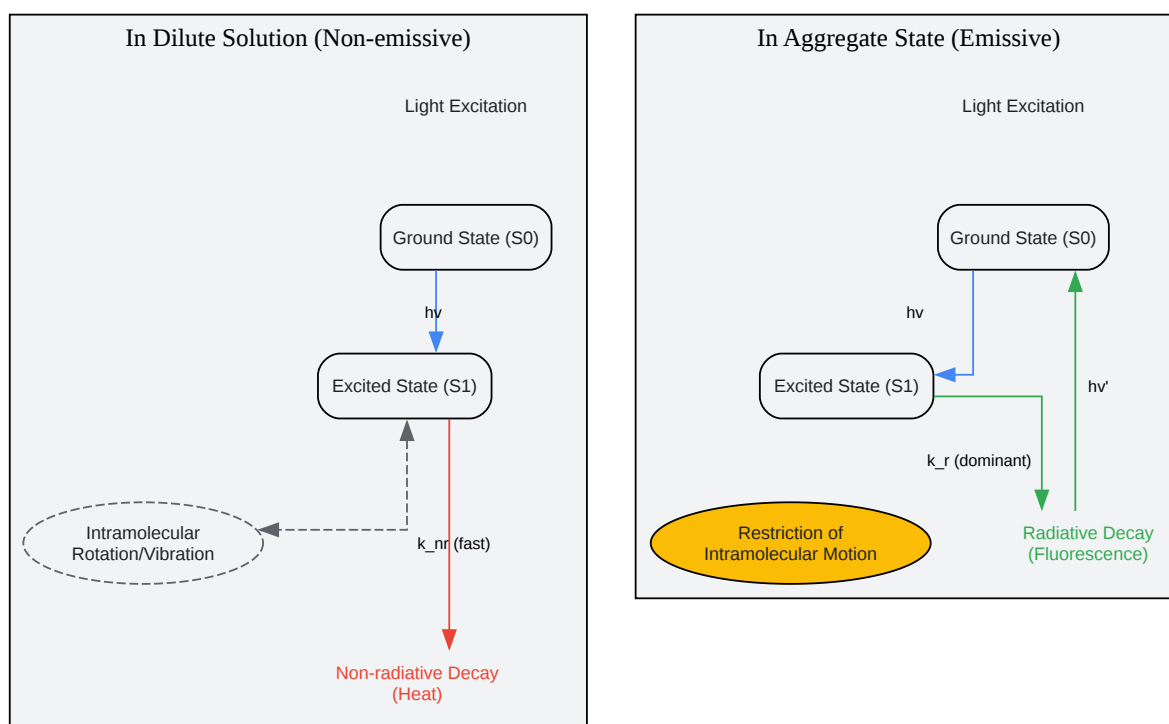 In Dilute Solution (Non-emissive)
Light Excitation
Ground State (S0)
hv
Excited State (S1)
Intramolecular
Rotation/Vibration
k_nr (fast)
Non-radiative Decay
(Heat)
In Aggregate State (Emissive)
Light Excitation
Ground State (S0)
hv
Excited State (S1)
hv'
k_r (dominant)
Restriction of
Intramolecular Motion
Radiative Decay
(Fluorescence)